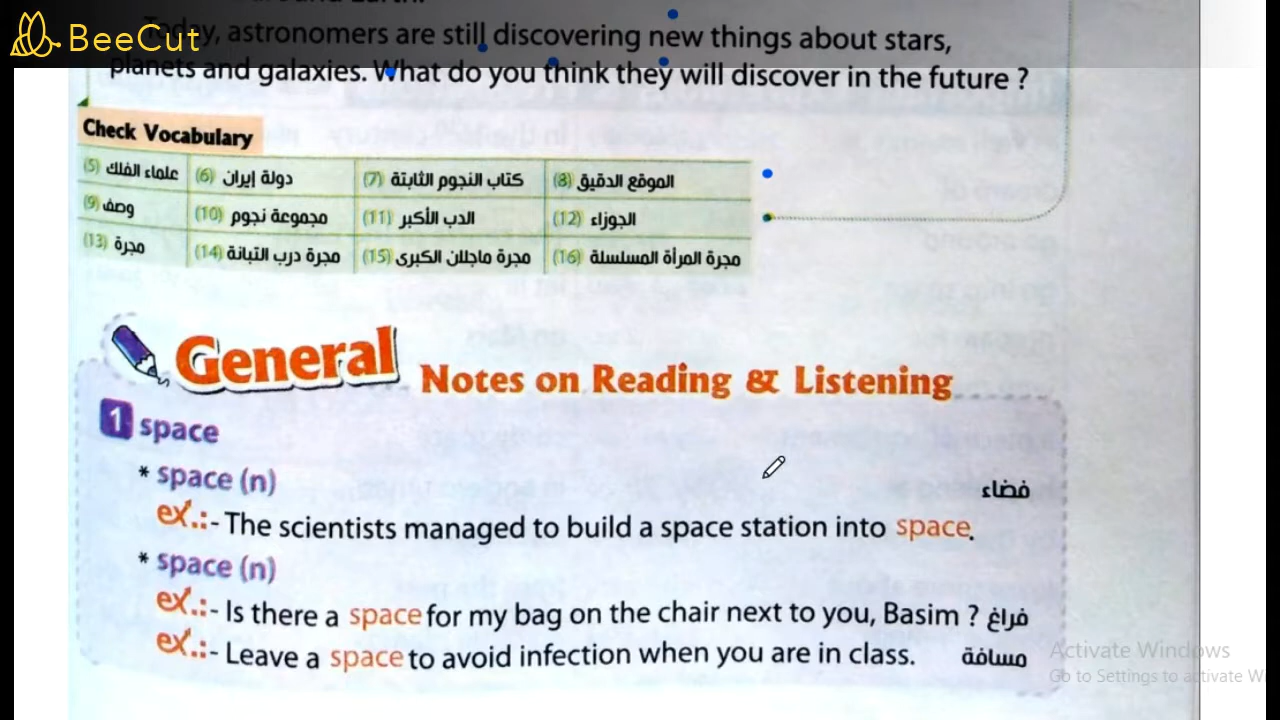 BeeCut
Today, astronomers are still discovering new things about stars,
planets and galaxies. What do you think they will discover in the future ?
Check Vocabulary
(5) علماء الفلك (6) دولة إيران (7) كتاب النجوم الثابتة (8) الموقع الدقيق
(9) وصف (10) مجموعة نجوم (11) الدب الأكبر (12) الجوزاء
(13) مجرة (14) مجرة درب التبانة (15) مجرة ماجللان الكبرى (16) مجرة المرأة المسلسلة
General Notes on Reading & Listening
1 space
* space (n) فضاء
ex.:- The scientists managed to build a space station into space.
* space (n)
ex.:- Is there a space for my bag on the chair next to you, Basim ? فراغ
ex.:- Leave a space to avoid infection when you are in class. مسافة
Activate Windows
Go to Settings to activate W